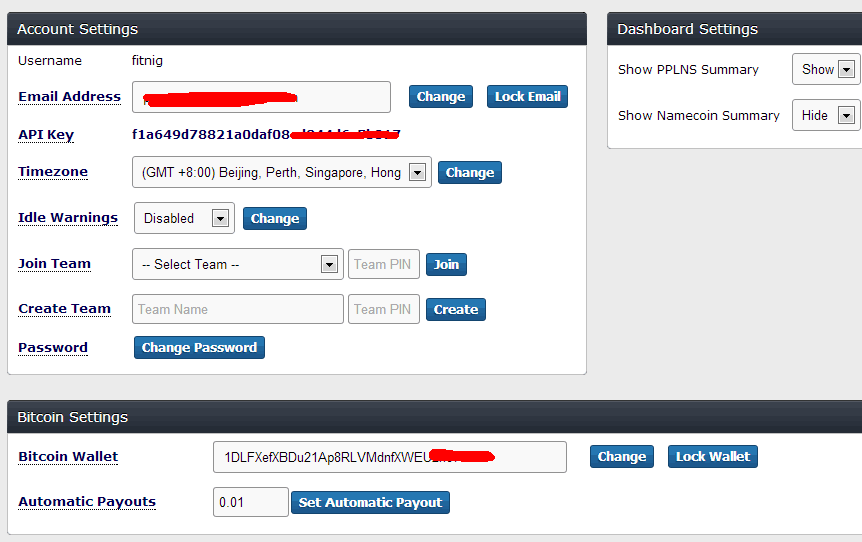 Account Settings
Username fitnig
Email Address Change Lock Email
API Key f1a649d78821a0daf08
Timezone (GMT +8:00) Beijing, Perth, Singapore, Hong Change
Idle Warnings Disabled Change
Join Team -- Select Team -- Team PIN Join
Create Team Team Name Team PIN Create
Password Change Password
Dashboard Settings
Show PPLNS Summary Show
Show Namecoin Summary Hide
Bitcoin Settings
Bitcoin Wallet 1DLFXefXBDu21Ap8RLVMdnfXWEU Change Lock Wallet
Automatic Payouts 0.01 Set Automatic Payout